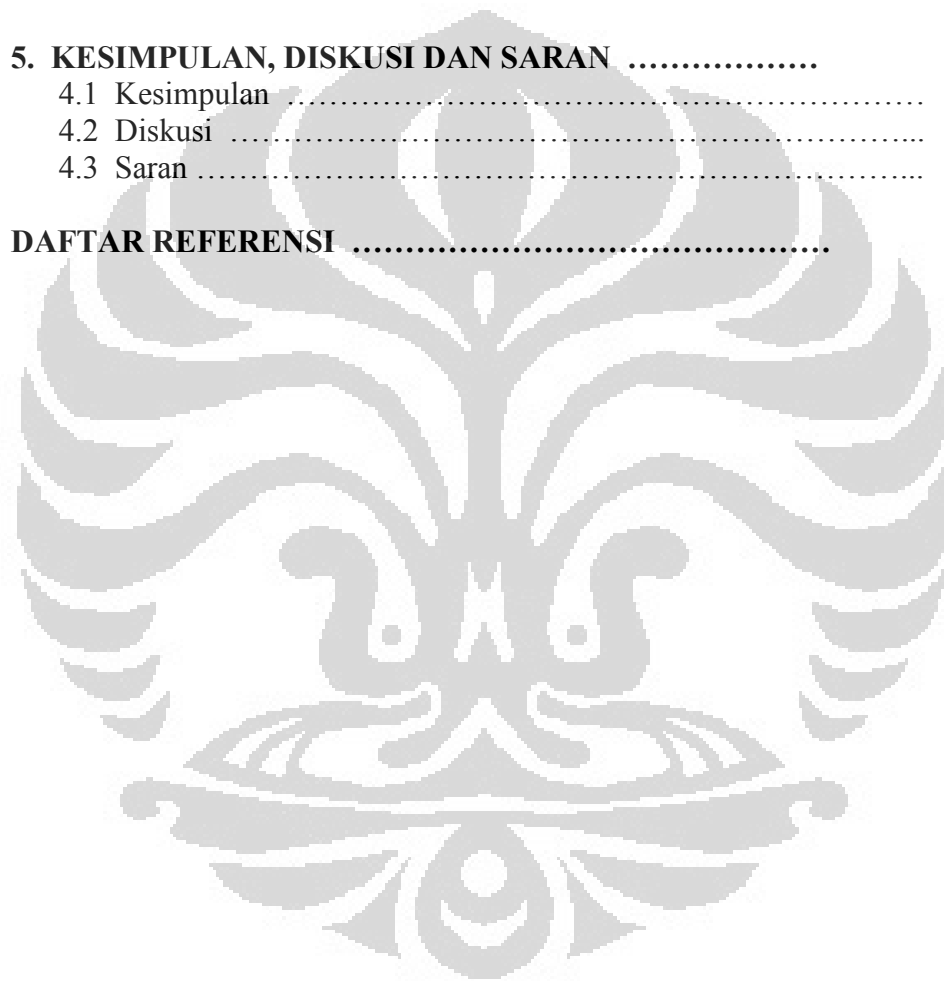 5. KESIMPULAN, DISKUSI DAN SARAN ………………
4.1 Kesimpulan ……………………………………………………
4.2 Diskusi ………………………………………………………...
4.3 Saran …………………………………………………………...
DAFTAR REFERENSI ………………………………………